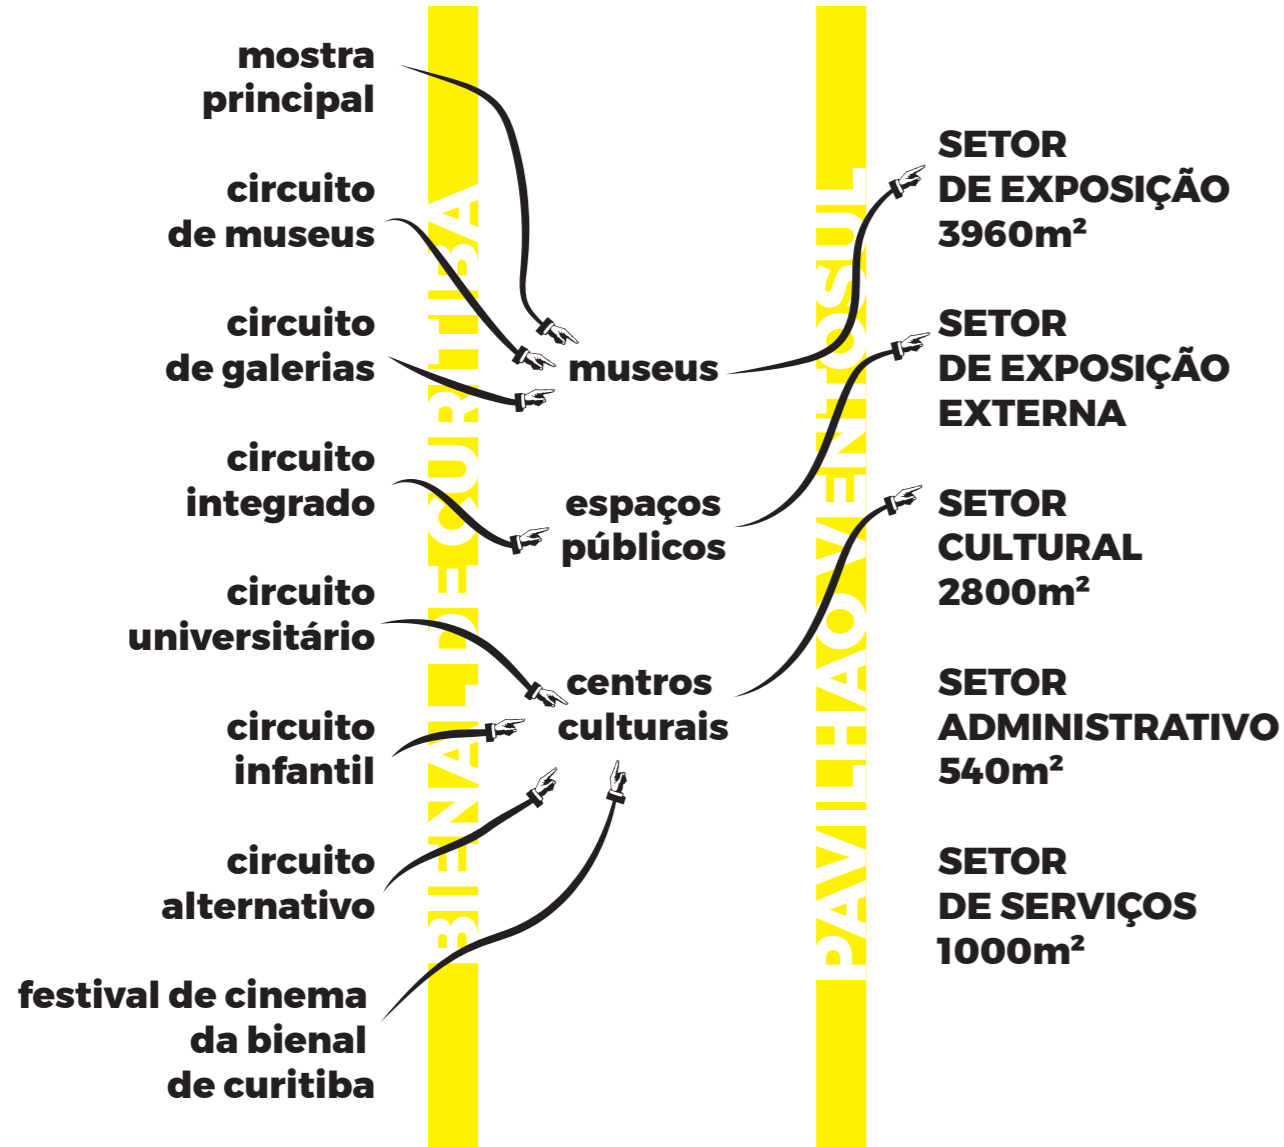 mostra
principal
circuito
de museus
circuito
de galerias
circuito
integrado
circuito
universitário
circuito
infantil
circuito
alternativo
festival de cinema
da bienal
de curitiba
BIENAL DE CURITIBA
museus
espaços
públicos
centros
culturais
PAVILHAO VENTOSUL
SETOR
DE EXPOSIÇÃO
3960m²
SETOR
DE EXPOSIÇÃO
EXTERNA
SETOR
CULTURAL
2800m²
SETOR
ADMINISTRATIVO
540m²
SETOR
DE SERVIÇOS
1000m²